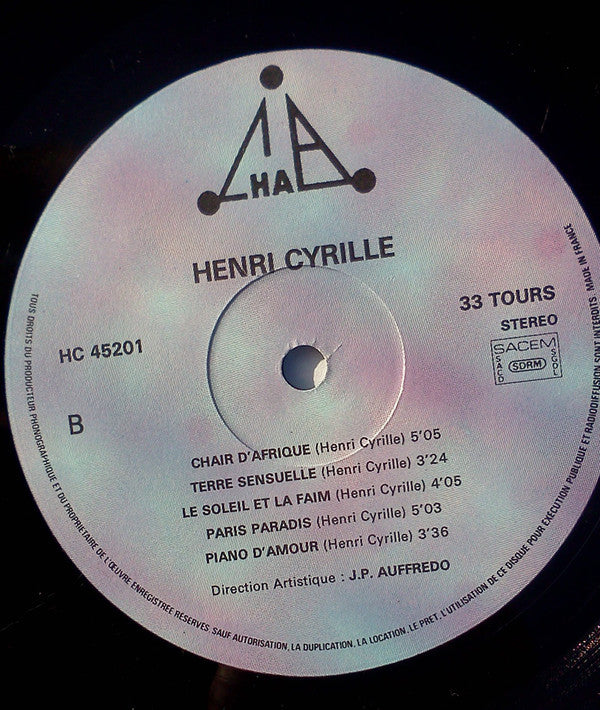 CHAB
HENRI CYRILLE
HC 45201
33 TOURS
STEREO
SACEM
SACD
SDRM
SGDL
B
CHAIR D'AFRIQUE (Henri Cyrille) 5'05
TERRE SENSUELLE (Henri Cyrille) 3'24
LE SOLEIL ET LA FAIM (Henri Cyrille) 4'05
PARIS PARADIS (Henri Cyrille) 5'03
PIANO D'AMOUR (Henri Cyrille) 3'36
Direction Artistique : J.P. AUFFREDO
TOUS DROITS DU PRODUCTEUR PHONOGRAPHIQUE ET DU PROPRIETAIRE DE L'ŒUVRE ENREGISTREE RESERVES. SAUF AUTORISATION, LA DUPLICATION, LA LOCATION, LE PRET, L'UTILISATION DE CE DISQUE POUR EXECUTION PUBLIQUE ET RADIODIFFUSION SONT INTERDITS. MADE IN FRANCE